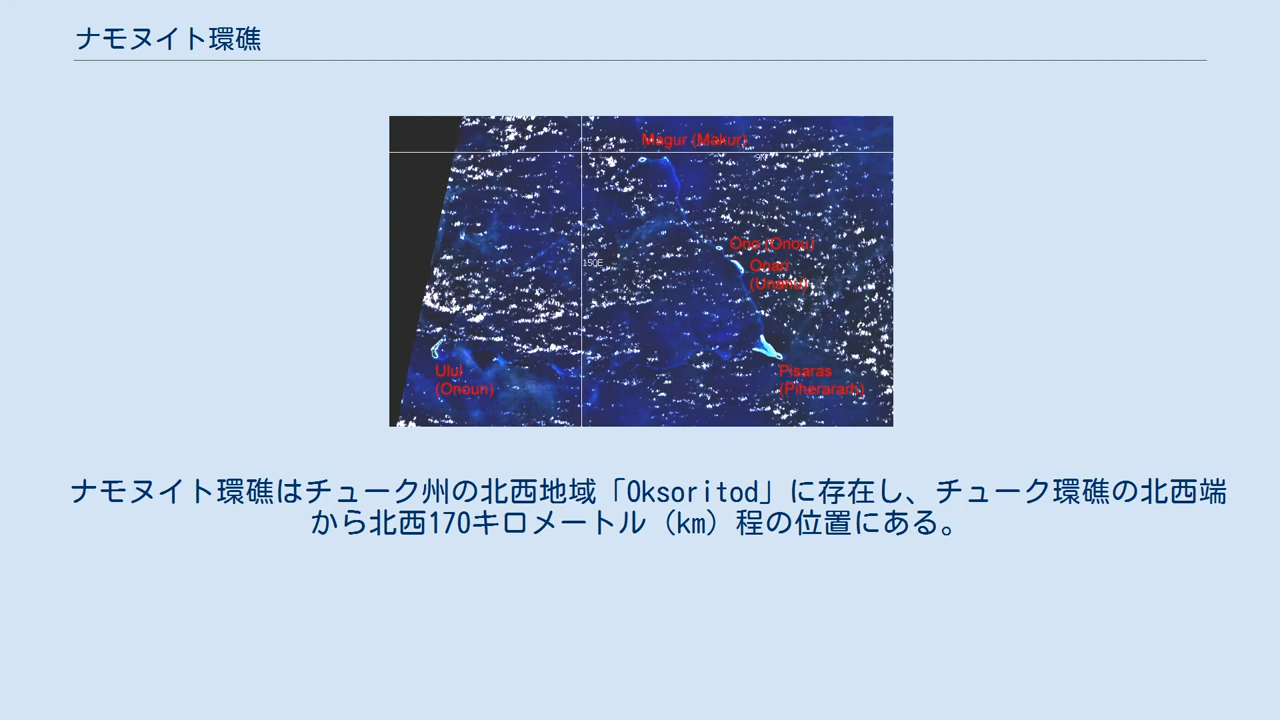 ナモヌイト環礁
Magur (Makur)
Ono (Onou)
150E
Onari
(Unanu)
Ulul
(Onoun)
Pisaras
(Piherarah)
ナモヌイト環礁はチューク州の北西地域「Oksoritod」に存在し、チューク環礁の北西端
から北西170キロメートル（km）程の位置にある。